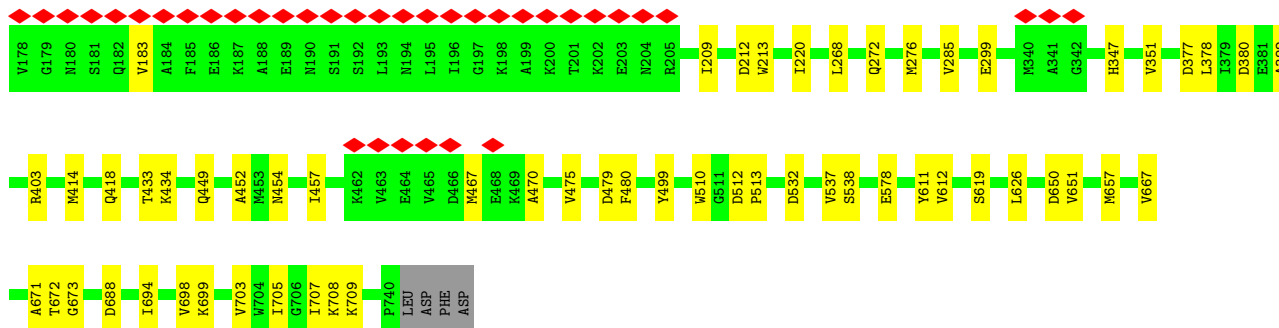 V178 G179 N180 S181 Q182 V183 A184 F185 E186 K187 A188 E189 N190 S191 S192 L193 N194 L195 I196 G197 K198 A199 K200 T201 K202 E203 N204 R205 I209 D212 W213 I220 L268 Q272 M276 V285 E299 M340 A341 G342 H347 V351 D377 L378 I379 D380 E381
R403 M414 Q418 T433 K434 Q449 A452 M453 N454 I457 K462 V463 E464 V465 D466 M467 E468 K469 A470 V475 D479 F480 Y499 W510 G511 D512 P513 D532 V537 S538 E578 Y611 V612 S619 L626 D650 V651 M657 V667
A671 T672 G673 D688 I694 V698 K699 V703 W704 I705 G706 I707 K708 K709 P740 LEU ASP PHE ASP